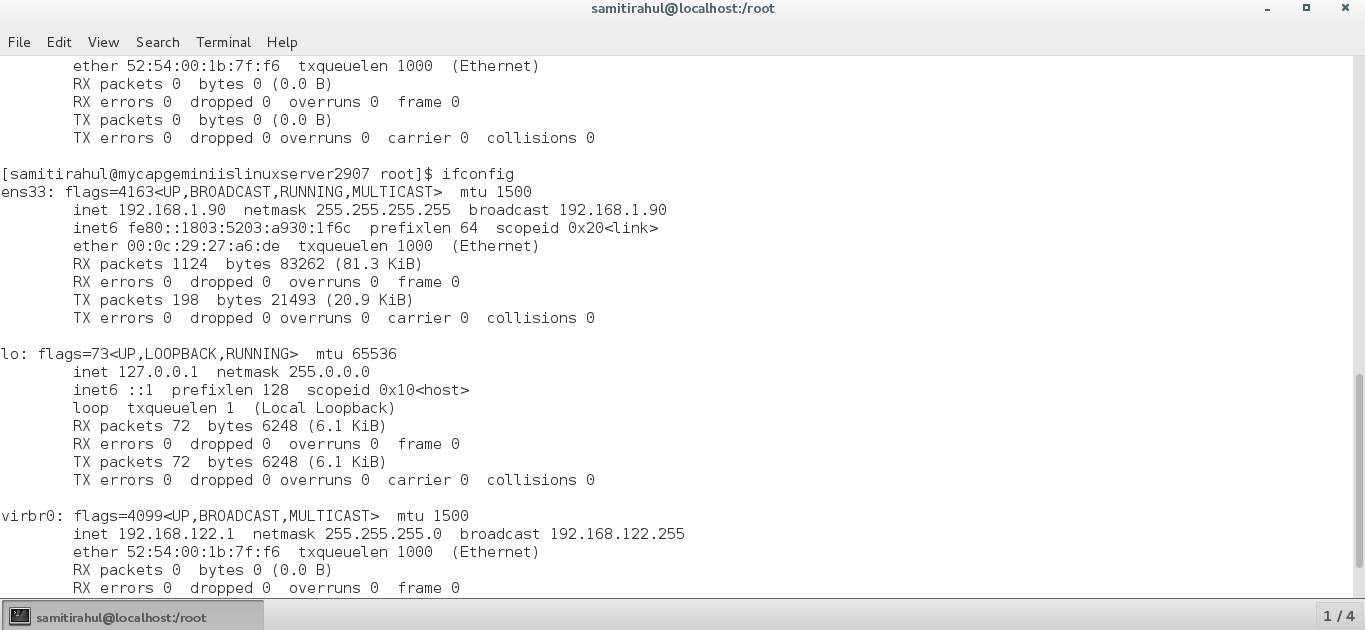 samitirahul@localhost:/root
File Edit View Search Terminal Help
ether 52:54:00:1b:7f:f6 txqueuelen 1000 (Ethernet)
RX packets 0 bytes 0 (0.0 B)
RX errors 0 dropped 0 overruns 0 frame 0
TX packets 0 bytes 0 (0.0 B)
TX errors 0 dropped 0 overruns 0 carrier 0 collisions 0
[samitirahul@mycapgeminiislinuxserver2907 root]$ ifconfig
ens33: flags=4163<UP,BROADCAST,RUNNING,MULTICAST> mtu 1500
inet 192.168.1.90 netmask 255.255.255.255 broadcast 192.168.1.90
inet6 fe80::1803:5203:a930:1f6c prefixlen 64 scopeid 0x20<link>
ether 00:0c:29:27:a6:de txqueuelen 1000 (Ethernet)
RX packets 1124 bytes 83262 (81.3 KiB)
RX errors 0 dropped 0 overruns 0 frame 0
TX packets 198 bytes 21493 (20.9 KiB)
TX errors 0 dropped 0 overruns 0 carrier 0 collisions 0
lo: flags=73<UP,LOOPBACK,RUNNING> mtu 65536
inet 127.0.0.1 netmask 255.0.0.0
inet6 ::1 prefixlen 128 scopeid 0x10<host>
loop txqueuelen 1 (Local Loopback)
RX packets 72 bytes 6248 (6.1 KiB)
RX errors 0 dropped 0 overruns 0 frame 0
TX packets 72 bytes 6248 (6.1 KiB)
TX errors 0 dropped 0 overruns 0 carrier 0 collisions 0
virbr0: flags=4099<UP,BROADCAST,MULTICAST> mtu 1500
inet 192.168.122.1 netmask 255.255.255.0 broadcast 192.168.122.255
ether 52:54:00:1b:7f:f6 txqueuelen 1000 (Ethernet)
RX packets 0 bytes 0 (0.0 B)
RX errors 0 dropped 0 overruns 0 frame 0
samitirahul@localhost:/root
1 / 4